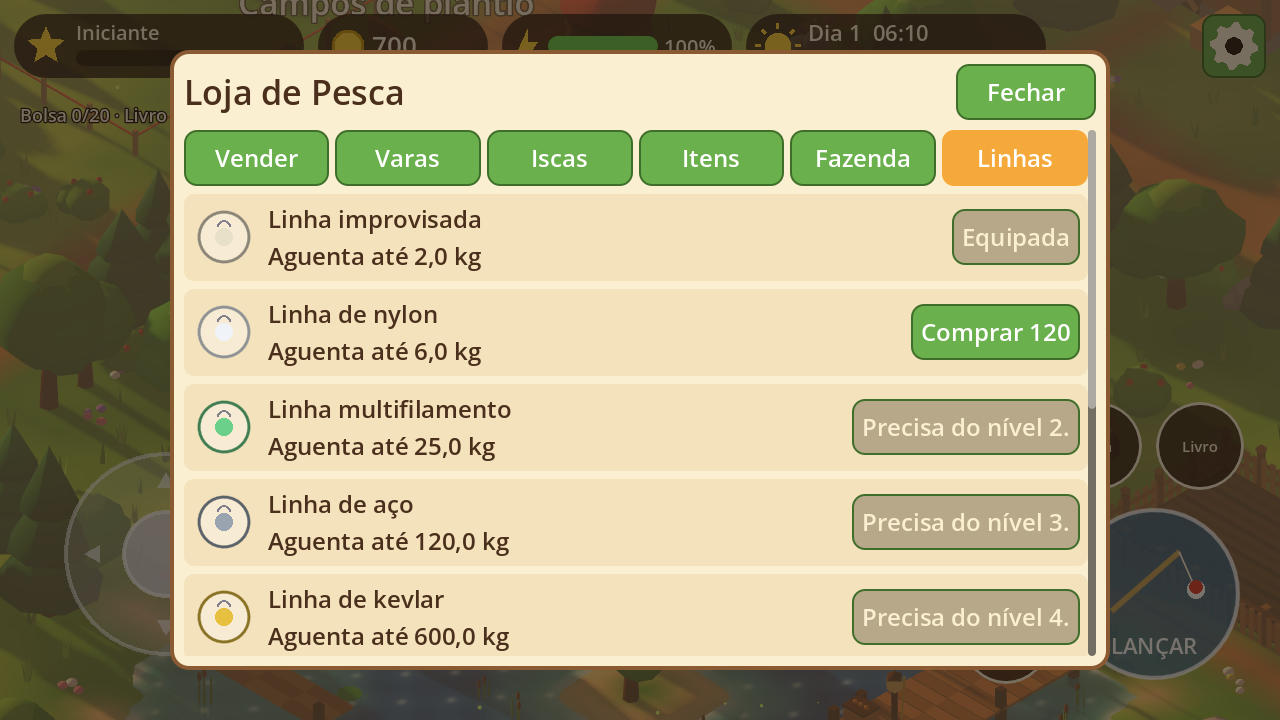 Campos de plantio
Iniciante
700
100%
Dia 1 06:10
Bolsa 0/20 · Livro
Loja de Pesca
Fechar
Vender
Varas
Iscas
Itens
Fazenda
Linhas
Linha improvisada
Aguenta até 2,0 kg
Equipada
Linha de nylon
Aguenta até 6,0 kg
Comprar 120
Linha multifilamento
Aguenta até 25,0 kg
Precisa do nível 2.
Linha de aço
Aguenta até 120,0 kg
Precisa do nível 3.
Linha de kevlar
Aguenta até 600,0 kg
Precisa do nível 4.
Livro
LANÇAR